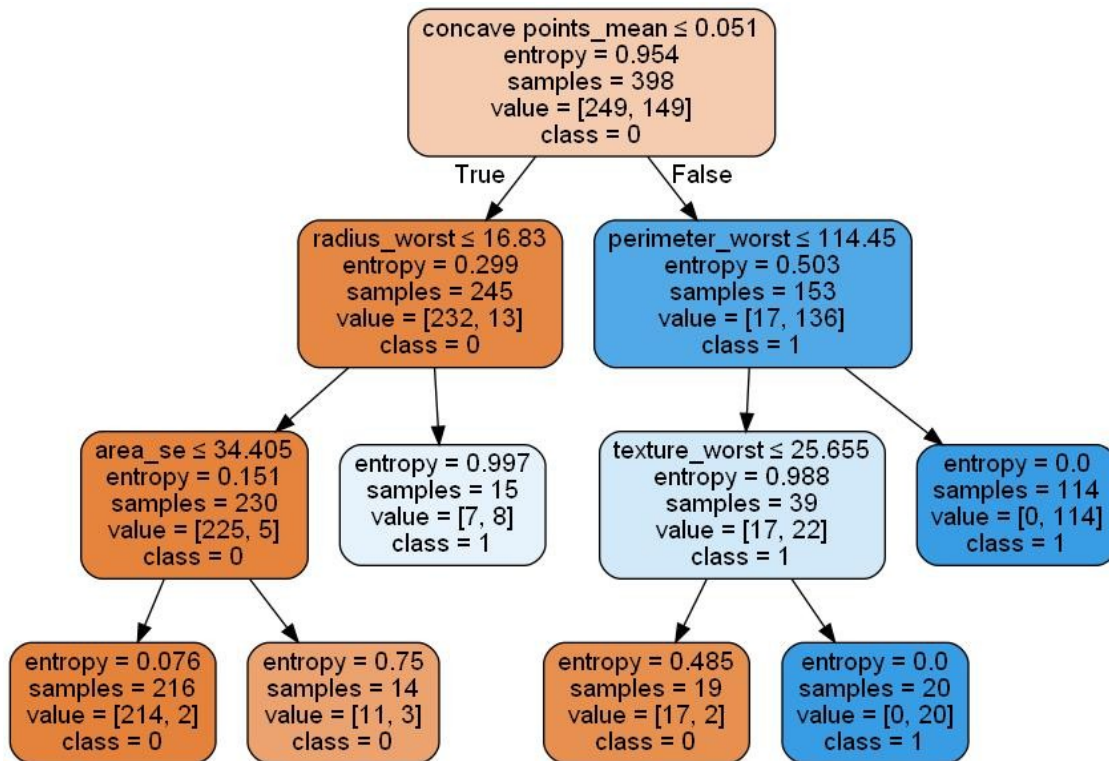 concave points_mean ≤ 0.051
entropy = 0.954
samples = 398
value = [249, 149]
class = 0
True
False
radius_worst ≤ 16.83
entropy = 0.299
samples = 245
value = [232, 13]
class = 0
perimeter_worst ≤ 114.45
entropy = 0.503
samples = 153
value = [17, 136]
class = 1
area_se ≤ 34.405
entropy = 0.151
samples = 230
value = [225, 5]
class = 0
entropy = 0.997
samples = 15
value = [7, 8]
class = 1
texture_worst ≤ 25.655
entropy = 0.988
samples = 39
value = [17, 22]
class = 1
entropy = 0.0
samples = 114
value = [0, 114]
class = 1
entropy = 0.076
samples = 216
value = [214, 2]
class = 0
entropy = 0.75
samples = 14
value = [11, 3]
class = 0
entropy = 0.485
samples = 19
value = [17, 2]
class = 0
entropy = 0.0
samples = 20
value = [0, 20]
class = 1